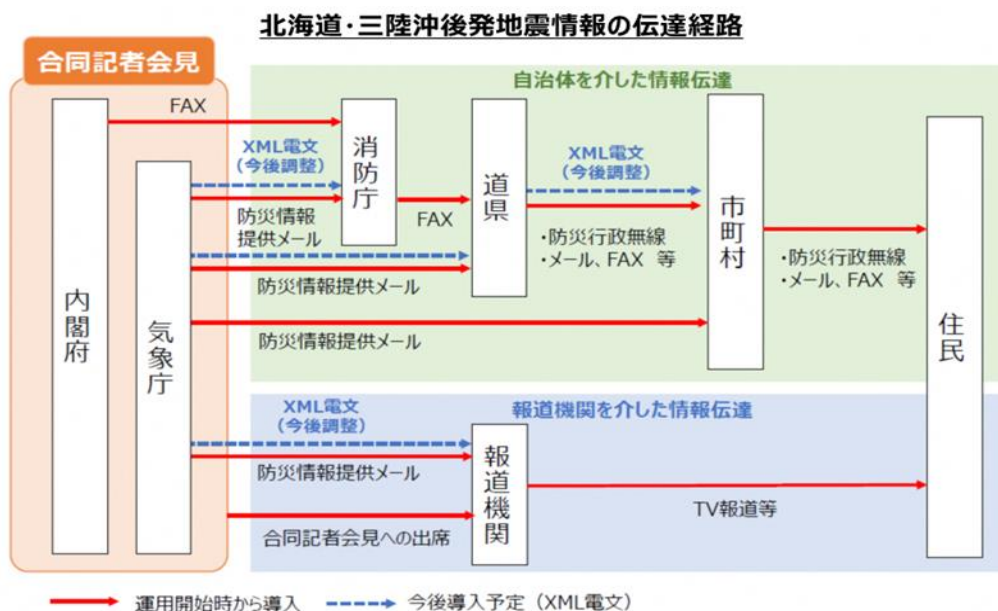 北海道・三陸沖後発地震情報の伝達経路
合同記者会見
自治体を介した情報伝達
FAX
内閣府
気象庁
XML電文
（今後調整）
防災情報
提供メール
消防庁
FAX
防災情報提供メール
道県
XML電文
（今後調整）
・防災行政無線
・メール、FAX 等
防災情報提供メール
市町村
・防災行政無線
・メール、FAX 等
住民
報道機関を介した情報伝達
XML電文
（今後調整）
防災情報提供メール
合同記者会見への出席
報道機関
TV報道等
運用開始時から導入
今後導入予定（XML電文）